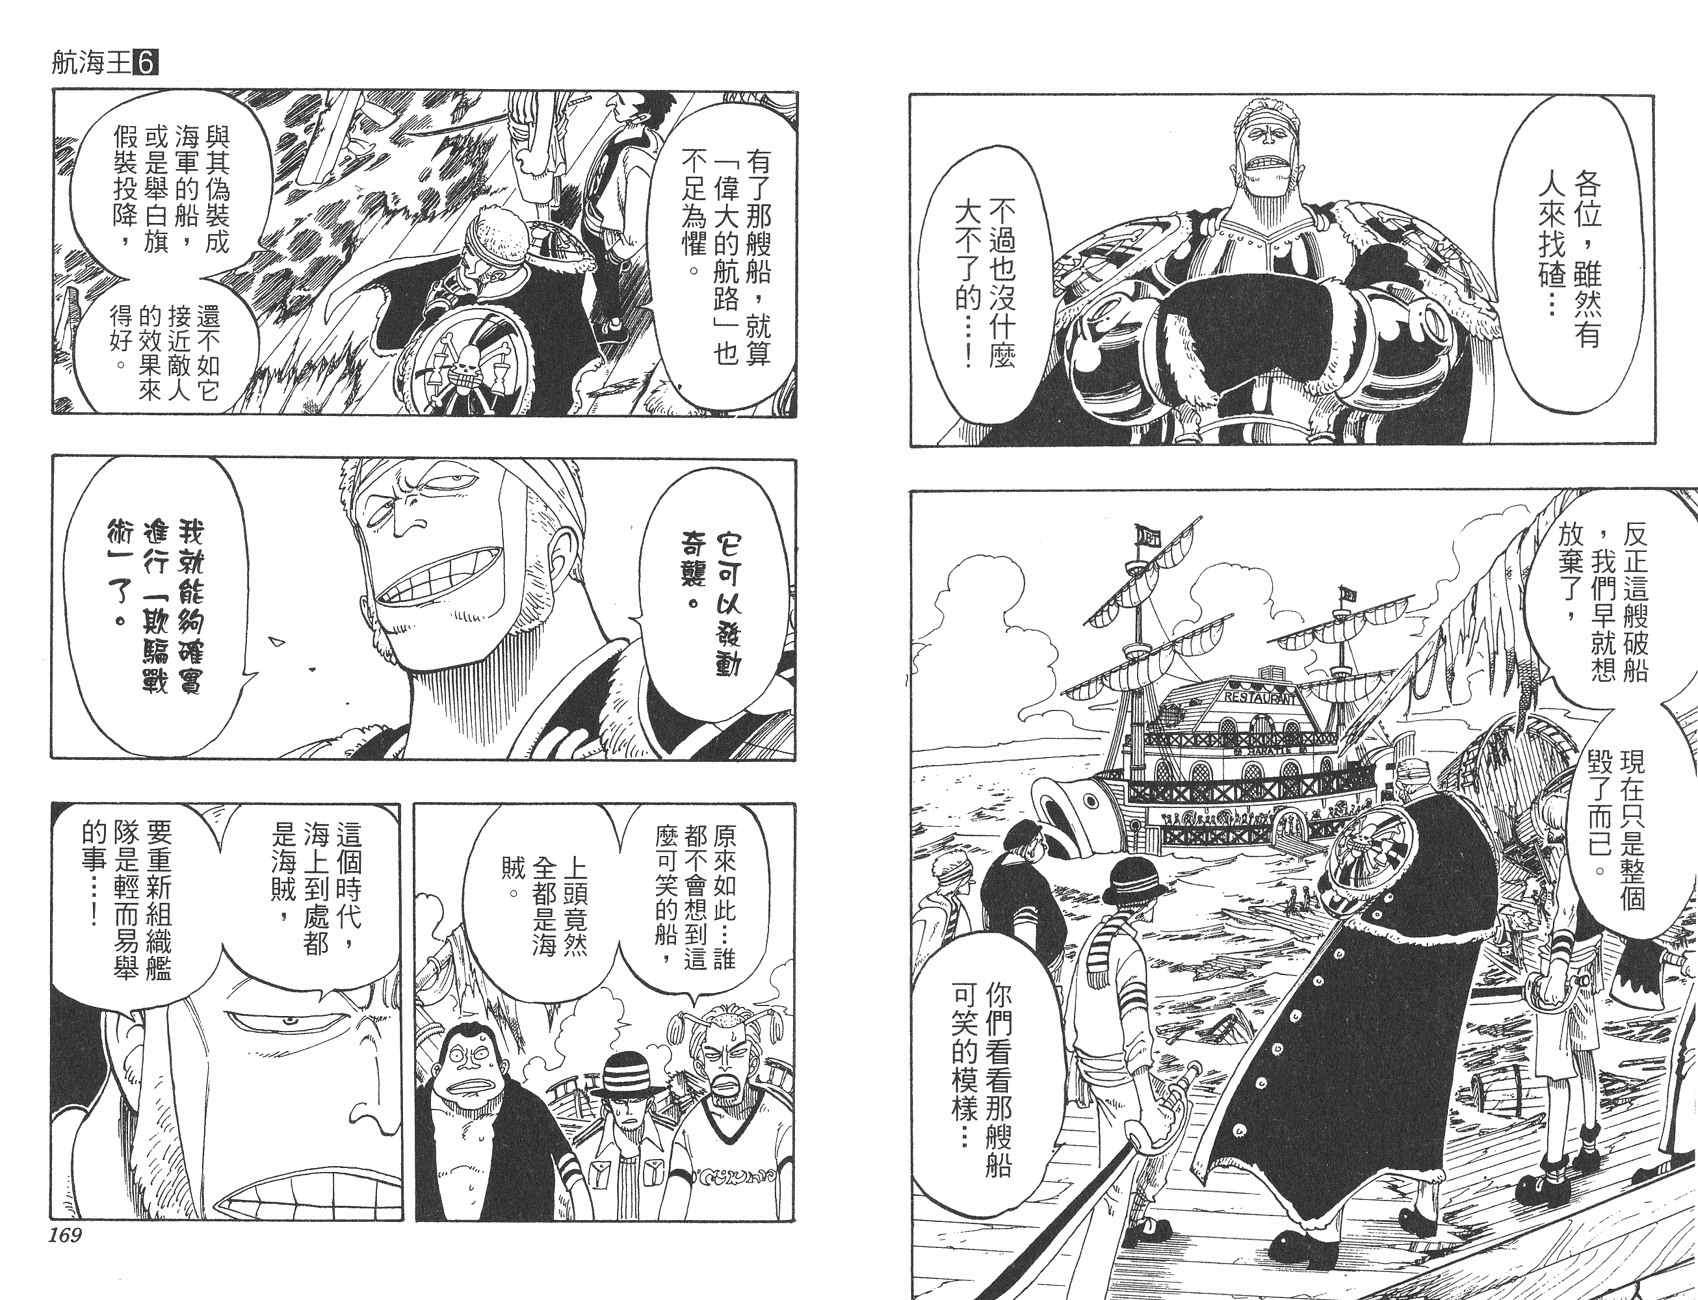 各位，雖然有
人來找碴…
不過也沒什麼
大不了的…！
反正這艘破船
，我們早就想
放棄了，
現在只是整個
毀了而已。
RESTAURANT
BARATIE
你們看看那艘船
可笑的模樣…
航海王6
有了那艘船，就算
「偉大的航路」也
不足為懼。
與其偽裝成
海軍的船，
或是舉白旗
假裝投降，
還不如它
接近敵人
的效果來
得好。
它可以發動
奇襲。
我就能夠確實
進行「欺騙戰
術」了。
原來如此…誰
都不會想到這
麼可笑的船，
上頭竟然
全都是海
賊。
這個時代，
海上到處都
是海賊，
要重新組織艦
隊是輕而易舉
的事…！
169